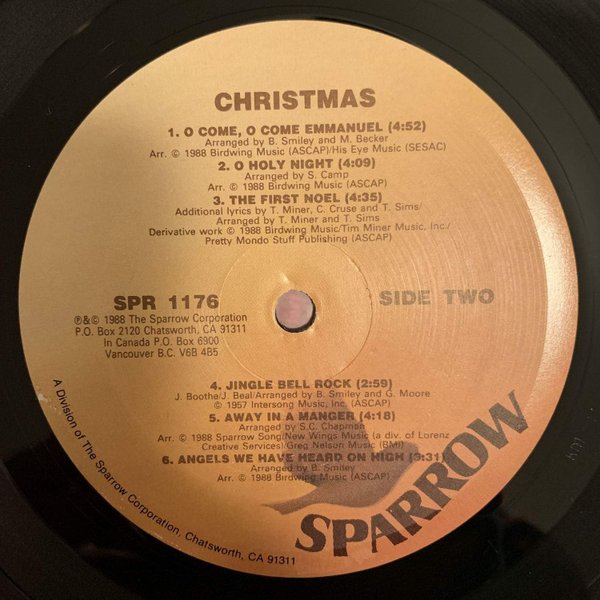 CHRISTMAS
1. O COME, O COME EMMANUEL (4:52)
Arranged by B. Smiley and M. Becker
Arr. © 1988 Birdwing Music (ASCAP)/His Eye Music (SESAC)
2. O HOLY NIGHT (4:09)
Arranged by S. Camp
Arr. © 1988 Birdwing Music (ASCAP)
3. THE FIRST NOEL (4:35)
Additional lyrics by T. Miner, C. Cruse and T. Sims/
Arranged by T. Miner and T. Sims
Derivative work © 1988 Birdwing Music/Tim Miner Music, Inc./
Pretty Mondo Stuff Publishing (ASCAP)
SPR 1176
SIDE TWO
℗&© 1988 The Sparrow Corporation
P.O. Box 2120 Chatsworth, CA 91311
In Canada P.O. Box 6900
Vancouver B.C. V6B 4B5
4. JINGLE BELL ROCK (2:59)
J. Boothe/J. Beal/Arranged by B. Smiley and G. Moore
© 1957 Intersong Music, Inc. (ASCAP)
5. AWAY IN A MANGER (4:18)
Arranged by S.C. Chapman
Arr. © 1988 Sparrow Song/New Wings Music (a div. of Lorenz
Creative Services)/Greg Nelson Music (BMI)
6. ANGELS WE HAVE HEARD ON HIGH (3:31)
Arranged by B. Smiley
Arr. © 1988 Birdwing Music (ASCAP)
SPARROW
A Division of The Sparrow Corporation, Chatsworth, CA 91311